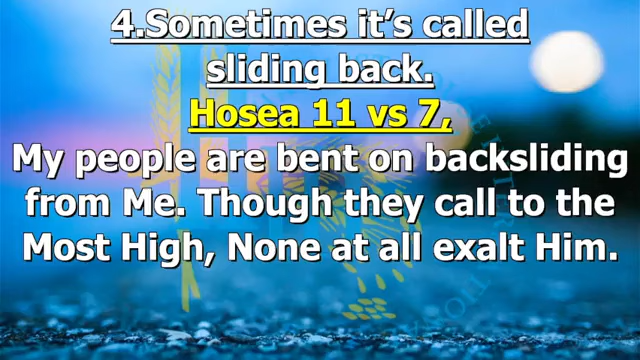 4.Sometimes it's called
sliding back.
Hosea 11 vs 7,
My people are bent on backsliding
from Me. Though they call to the
Most High, None at all exalt Him.